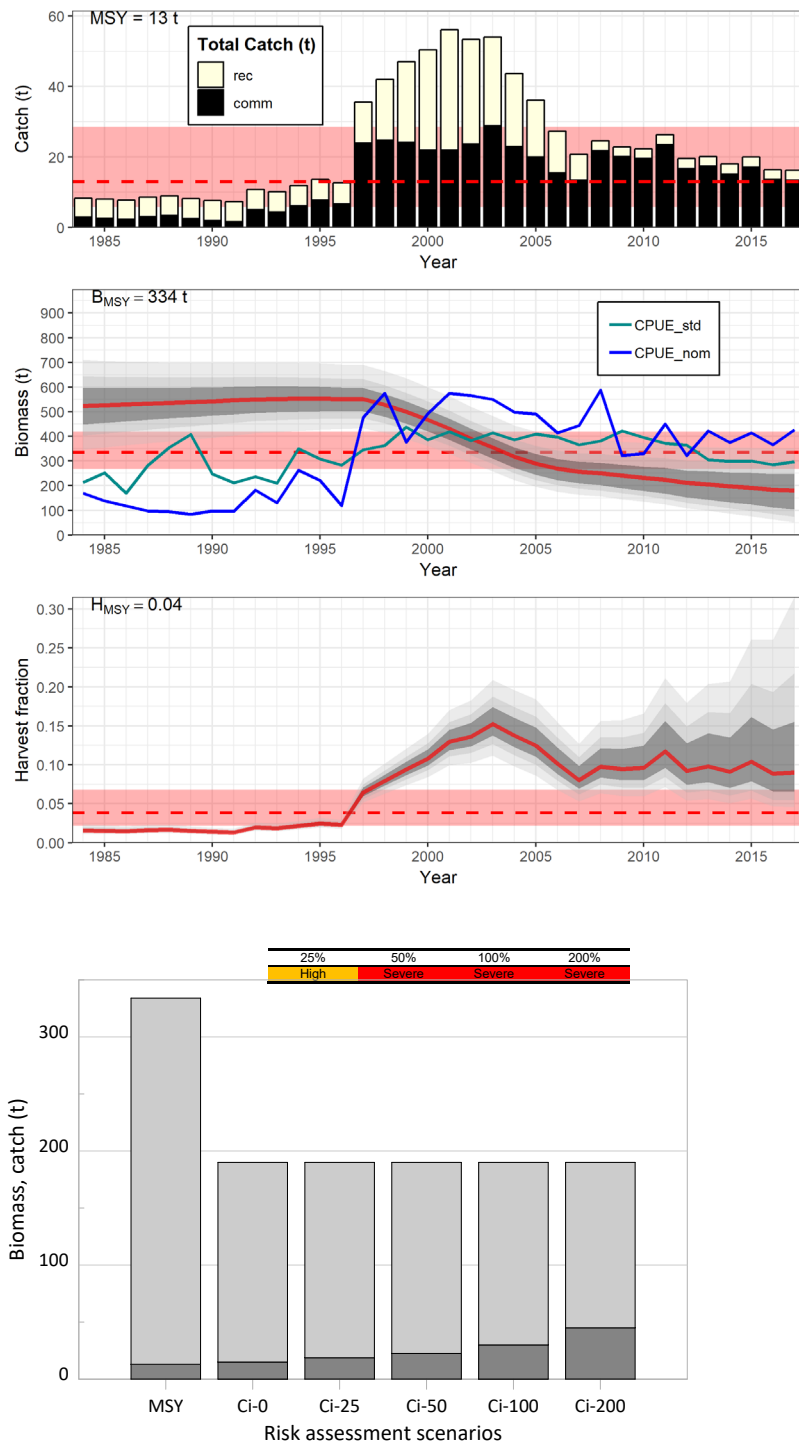 MSY = 13 t
Total Catch (t)
rec
comm
60
40
20
0
Catch (t)
1985 1990 1995 2000 2005 2010 2015
Year
BMSY = 334 t
CPUE_std
CPUE_nom
900
800
700
600
500
400
300
200
100
0
Biomass (t)
1985 1990 1995 2000 2005 2010 2015
Year
HMSY = 0.04
0.30
0.25
0.20
0.15
0.10
0.05
0.00
Harvest fraction
1985 1990 1995 2000 2005 2010 2015
Year
25% 50% 100% 200%
High Severe Severe Severe
300
200
100
0
Biomass, catch (t)
MSY Ci-0 Ci-25 Ci-50 Ci-100 Ci-200
Risk assessment scenarios